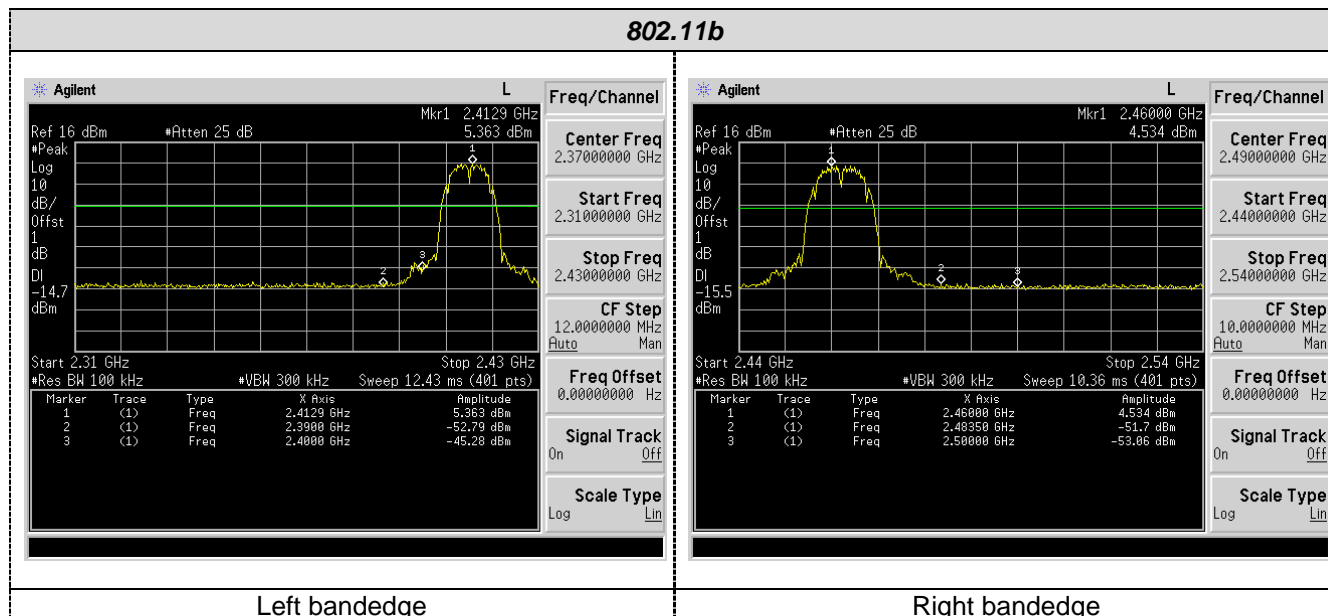 802.11b
Agilent
L
Mkr1 2.4129 GHz
Ref 16 dBm #Atten 25 dB 5.363 dBm
#Peak
Log
10
dB/
Offst
1
dB
DI
-14.7
dBm
1
2
3
Start 2.31 GHz Stop 2.43 GHz
#Res BW 100 kHz #VBW 300 kHz Sweep 12.43 ms (401 pts)
Marker Trace Type X Axis Amplitude
1 (1) Freq 2.4129 GHz 5.363 dBm
2 (1) Freq 2.3900 GHz -52.79 dBm
3 (1) Freq 2.4000 GHz -45.28 dBm
Freq/Channel
Center Freq
2.37000000 GHz
Start Freq
2.31000000 GHz
Stop Freq
2.43000000 GHz
CF Step
12.0000000 MHz
Auto Man
Freq Offset
0.00000000 Hz
Signal Track
On Off
Scale Type
Log Lin
Agilent
L
Mkr1 2.46000 GHz
Ref 16 dBm #Atten 25 dB 4.534 dBm
#Peak
Log
10
dB/
Offst
1
dB
DI
-15.5
dBm
1
2
3
Start 2.44 GHz Stop 2.54 GHz
#Res BW 100 kHz #VBW 300 kHz Sweep 10.36 ms (401 pts)
Marker Trace Type X Axis Amplitude
1 (1) Freq 2.46000 GHz 4.534 dBm
2 (1) Freq 2.48350 GHz -51.7 dBm
3 (1) Freq 2.50000 GHz -53.06 dBm
Freq/Channel
Center Freq
2.49000000 GHz
Start Freq
2.44000000 GHz
Stop Freq
2.54000000 GHz
CF Step
10.0000000 MHz
Auto Man
Freq Offset
0.00000000 Hz
Signal Track
On Off
Scale Type
Log Lin
Left bandedge
Right bandedge